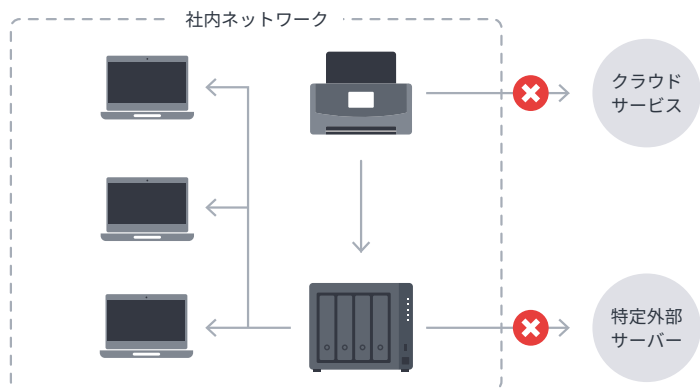 社内ネットワーク
クラウド
サービス
特定外部
サーバー